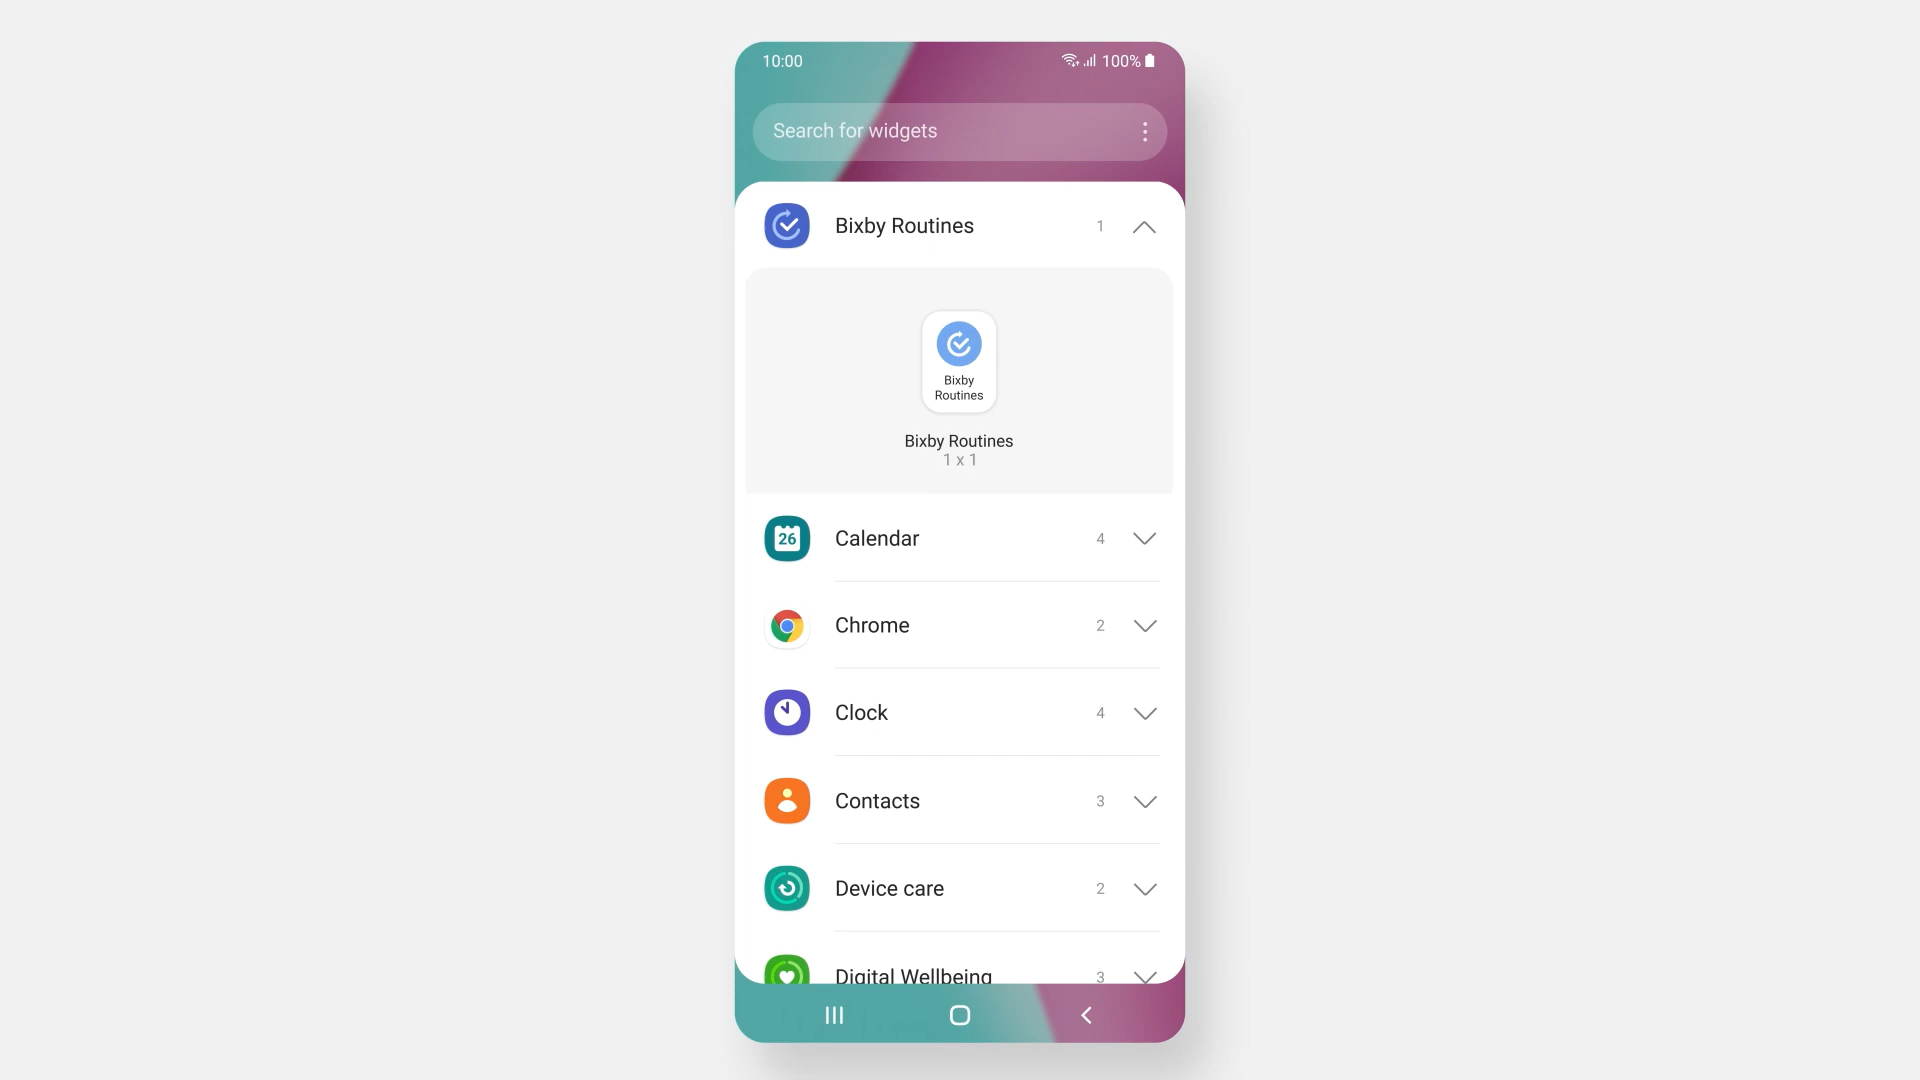 10:00 100%
Search for widgets
Bixby Routines 1
Bixby
Routines
Bixby Routines
1 x 1
26 Calendar 4
Chrome 2
Clock 4
Contacts 3
Device care 2
Digital Wellbeing 3